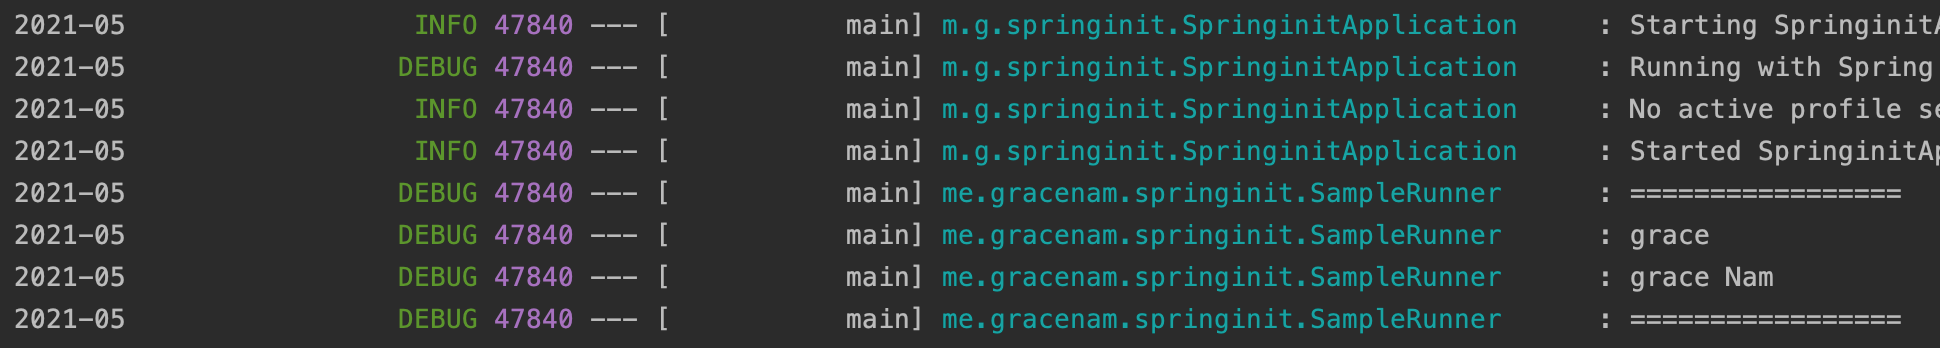 2021-05 INFO 47840 --- [ main] m.g.springinit.SpringinitApplication : Starting Springinit
2021-05 DEBUG 47840 --- [ main] m.g.springinit.SpringinitApplication : Running with Spring
2021-05 INFO 47840 --- [ main] m.g.springinit.SpringinitApplication : No active profile se
2021-05 INFO 47840 --- [ main] m.g.springinit.SpringinitApplication : Started SpringinitAp
2021-05 DEBUG 47840 --- [ main] me.gracenam.springinit.SampleRunner : =================
2021-05 DEBUG 47840 --- [ main] me.gracenam.springinit.SampleRunner : grace
2021-05 DEBUG 47840 --- [ main] me.gracenam.springinit.SampleRunner : grace Nam
2021-05 DEBUG 47840 --- [ main] me.gracenam.springinit.SampleRunner : =================